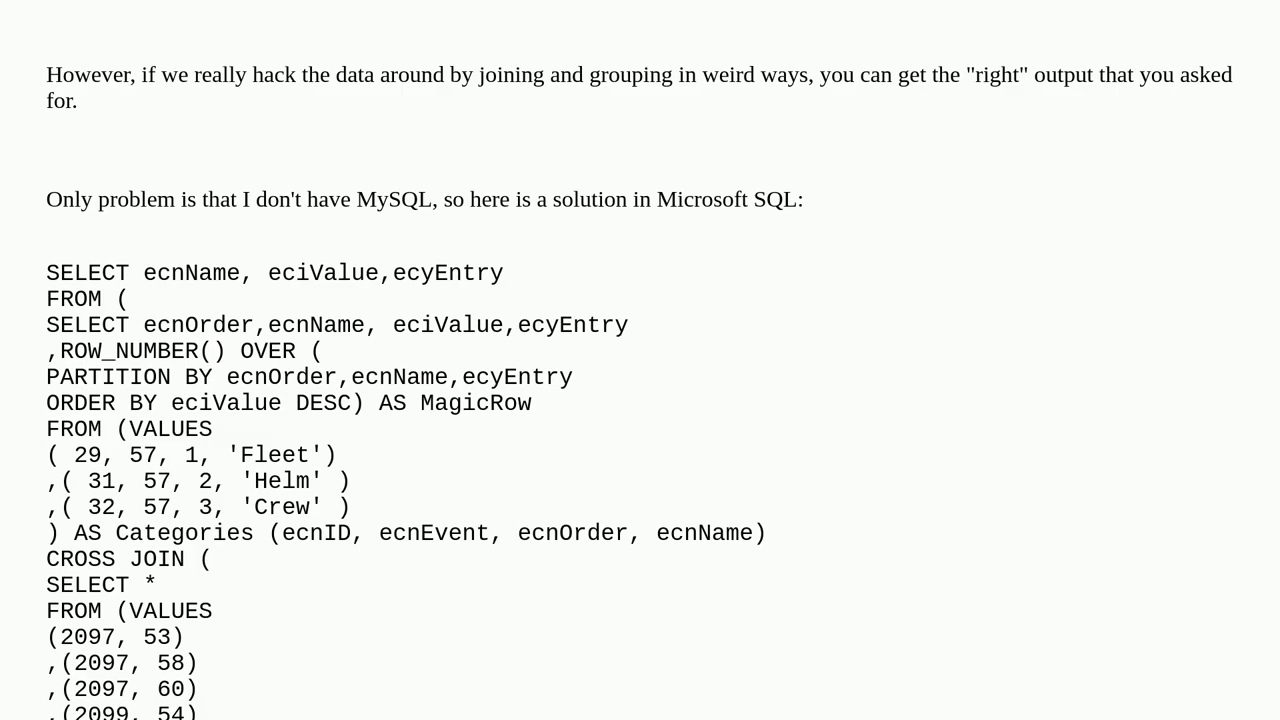 However, if we really hack the data around by joining and grouping in weird ways, you can get the "right" output that you asked
for.
Only problem is that I don't have MySQL, so here is a solution in Microsoft SQL:
SELECT ecnName, eciValue,ecyEntry
FROM (
SELECT ecnOrder,ecnName, eciValue,ecyEntry
,ROW_NUMBER() OVER (
PARTITION BY ecnOrder,ecnName,ecyEntry
ORDER BY eciValue DESC) AS MagicRow
FROM (VALUES
( 29, 57, 1, 'Fleet')
,( 31, 57, 2, 'Helm' )
,( 32, 57, 3, 'Crew' )
) AS Categories (ecnID, ecnEvent, ecnOrder, ecnName)
CROSS JOIN (
SELECT *
FROM (VALUES
(2097, 53)
,(2097, 58)
,(2097, 60)
,(2099, 54)